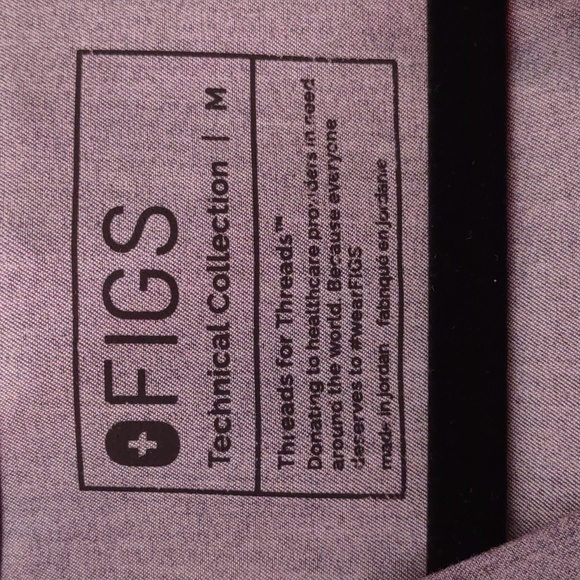 FIGS
Technical Collection | M
Threads for Threads™
Donating to healthcare providers in need
around the world. Because everyone
deserves to #wearFIGS
made in jordan fabriqué en jordanie